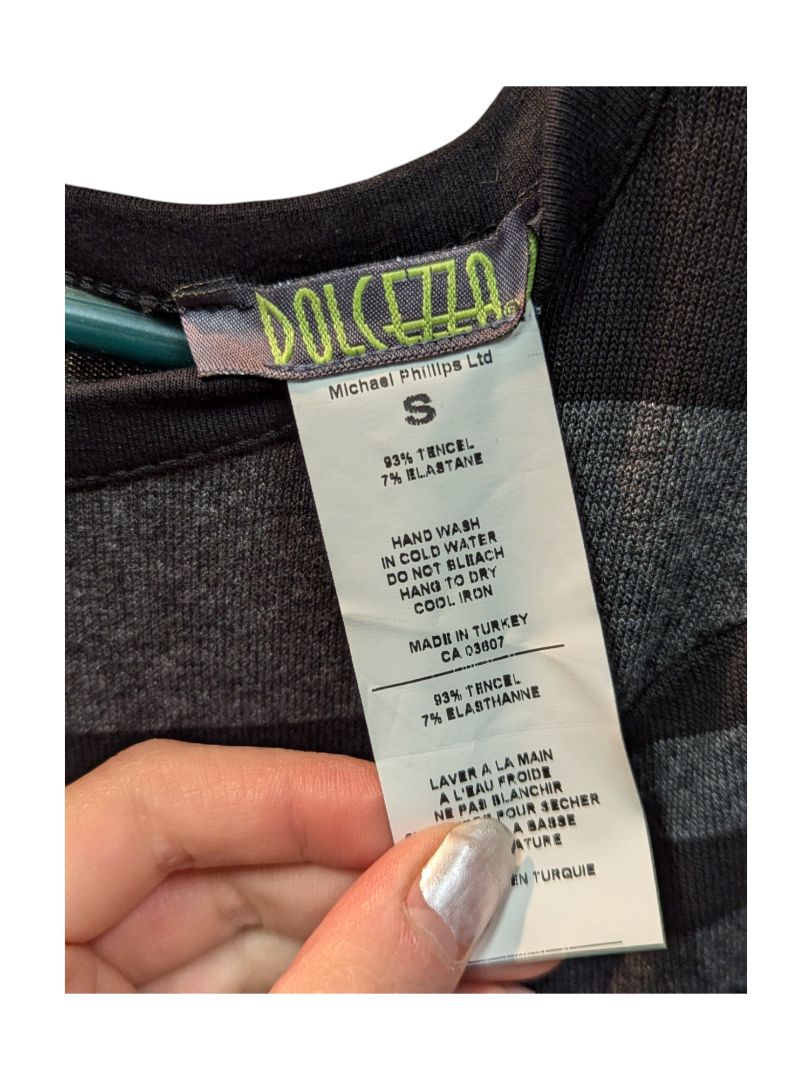 DOLCEZZA
Michael Phillips Ltd
S
93% TENCEL
7% ELASTANE
HAND WASH
IN COLD WATER
DO NOT BLEACH
HANG TO DRY
COOL IRON
MADE IN TURKEY
CA 03607
93% TENCEL
7% ELASTHANNE
LAVER A LA MAIN
A L'EAU FROIDE
NE PAS BLANCHIR
POUR SECHER
A BASSE
EN TURQUIE